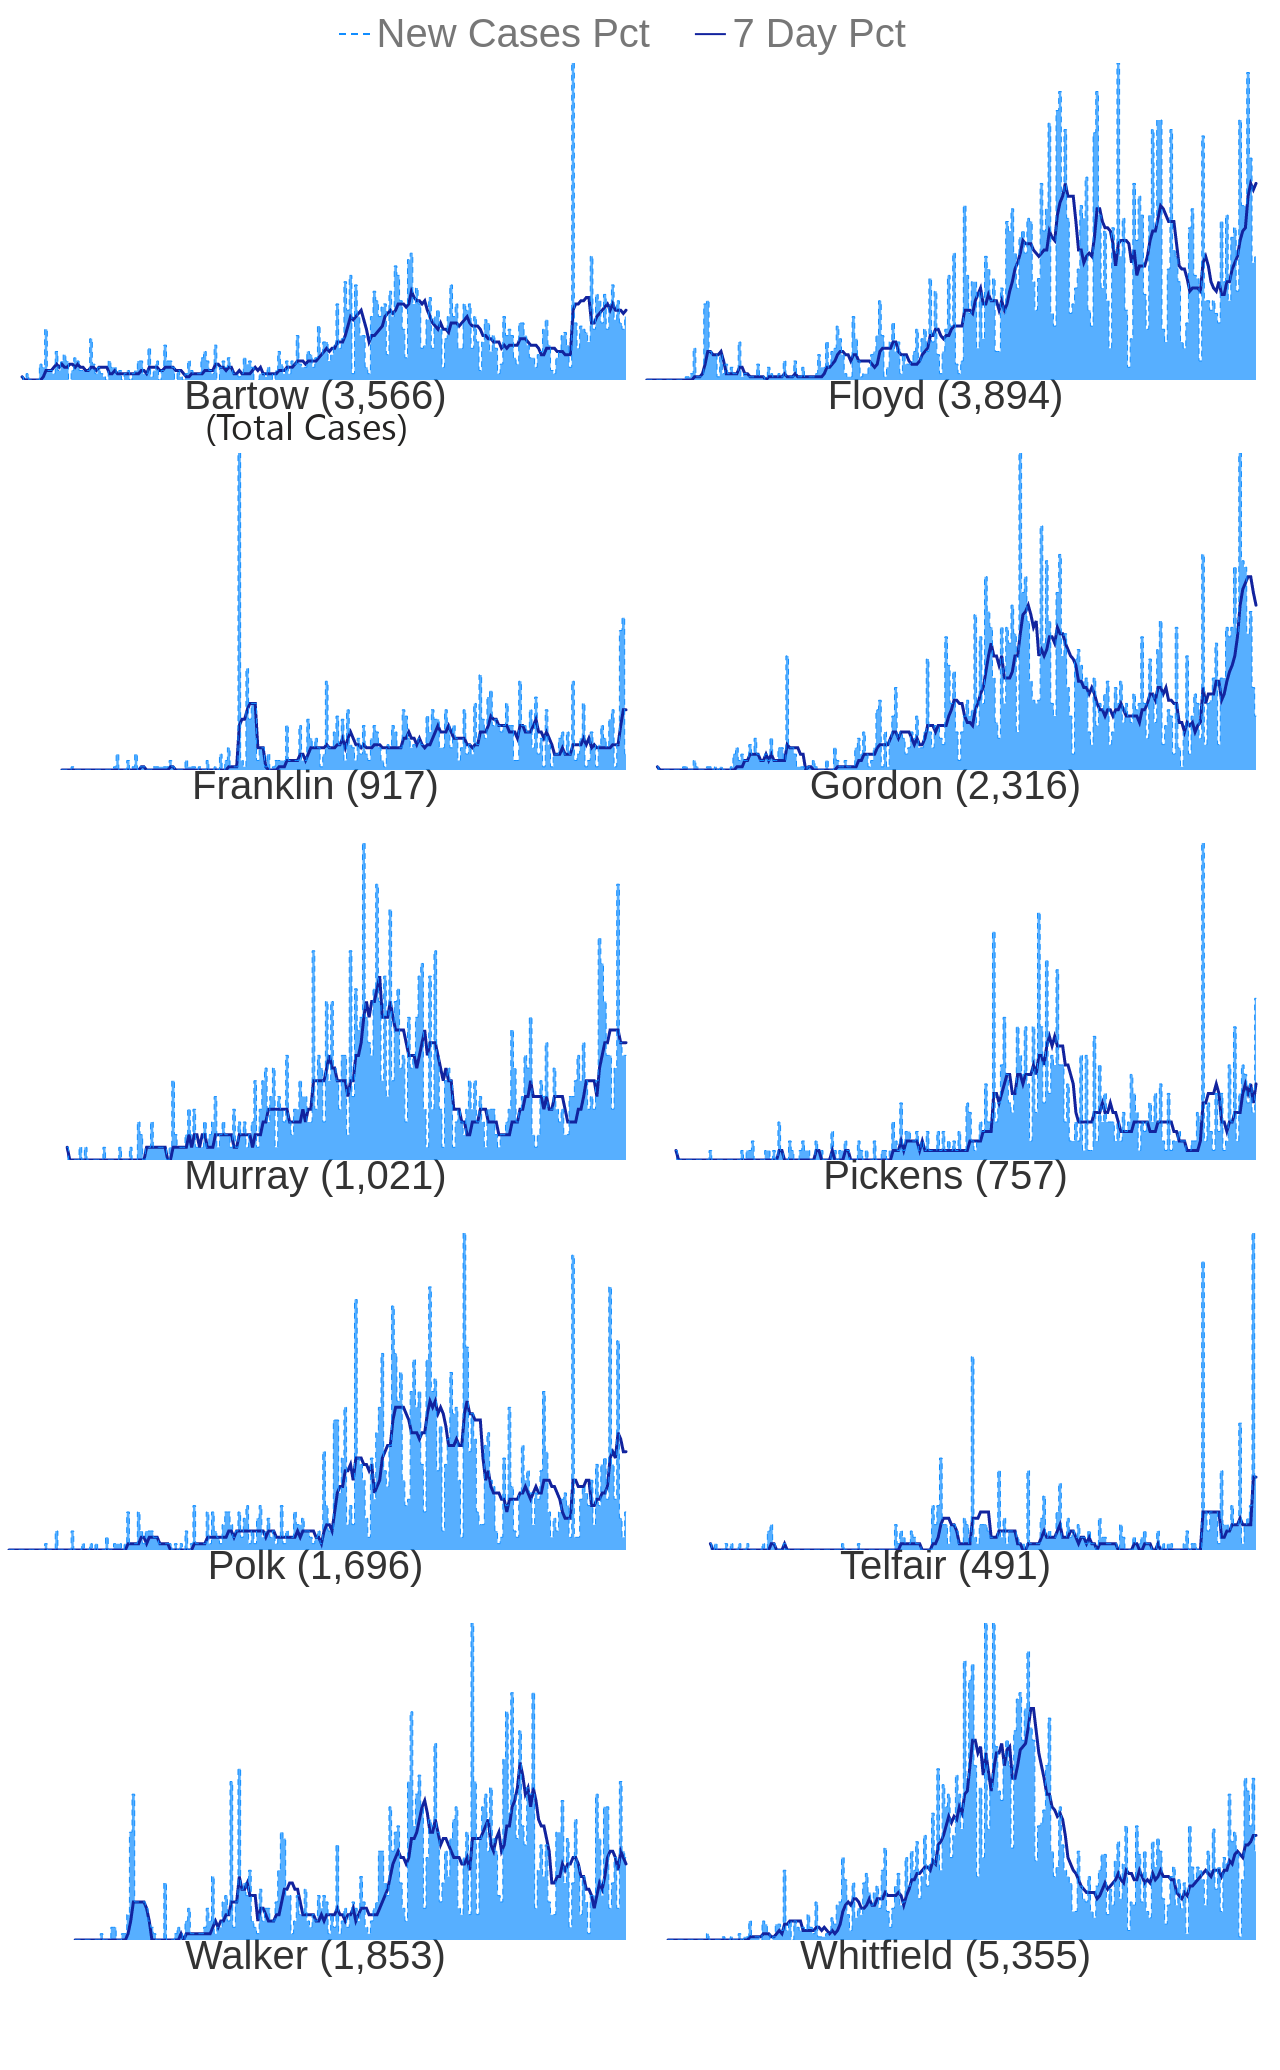 New Cases Pct 7 Day Pct
Bartow (3,566) Floyd (3,894)
(Total Cases)
Franklin (917) Gordon (2,316)
Murray (1,021) Pickens (757)
Polk (1,696) Telfair (491)
Walker (1,853) Whitfield (5,355)